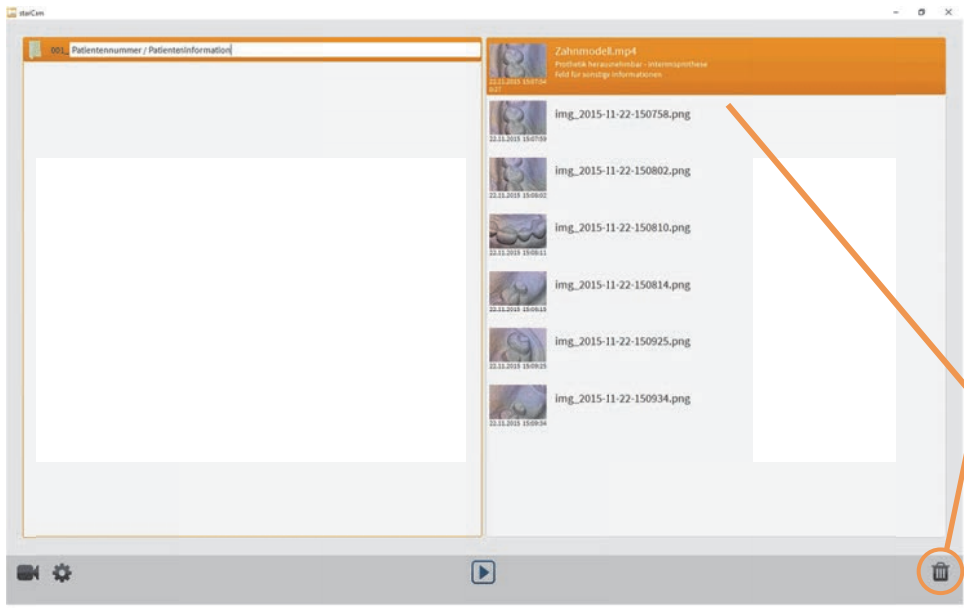 starCam
001_ Patientennummer / Patienteninformation
Zahnmodell.mp4
Prothetik herausnehmbar - Interimsprothese
Feld für sonstige Informationen
22.11.2015 15:07:54
0:27
img_2015-11-22-150758.png
22.11.2015 15:07:59
img_2015-11-22-150802.png
22.11.2015 15:08:02
img_2015-11-22-150810.png
22.11.2015 15:08:11
img_2015-11-22-150814.png
22.11.2015 15:08:15
img_2015-11-22-150925.png
22.11.2015 15:09:25
img_2015-11-22-150934.png
22.11.2015 15:09:34